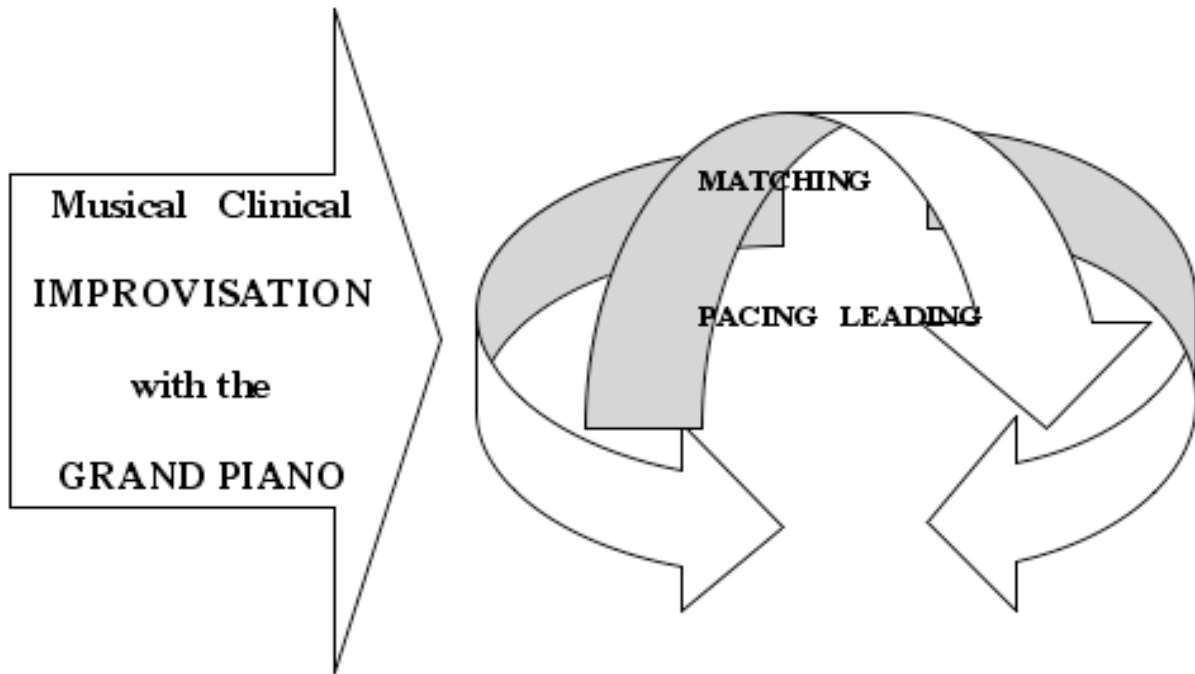 Musical Clinical
IMPROVISATION
with the
GRAND PIANO
MATCHING
PACING LEADING